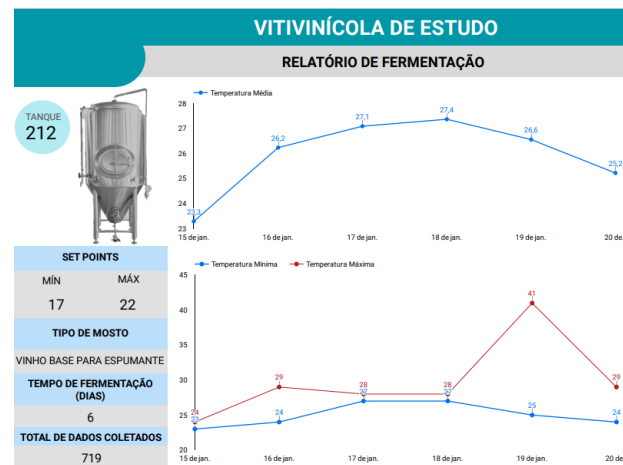 VITIVINÍCOLA DE ESTUDO
RELATÓRIO DE FERMENTAÇÃO
TANQUE
212
Temperatura Média
28
27
26
25
24
23
23,3
26,2
27,1
27,4
26,6
25,2
15 de jan.
16 de jan.
17 de jan.
18 de jan.
19 de jan.
20 de
SET POINTS
MÍN
MÁX
17
22
TIPO DE MOSTO
VINHO BASE PARA ESPUMANTE
TEMPO DE FERMENTAÇÃO
(DIAS)
6
TOTAL DE DADOS COLETADOS
719
Temperatura Mínima
Temperatura Máxima
45
40
35
30
25
20
24
29
28
28
41
29
23
24
27
27
25
24
15 de jan.
16 de jan.
17 de jan.
18 de jan.
19 de jan.
20 de